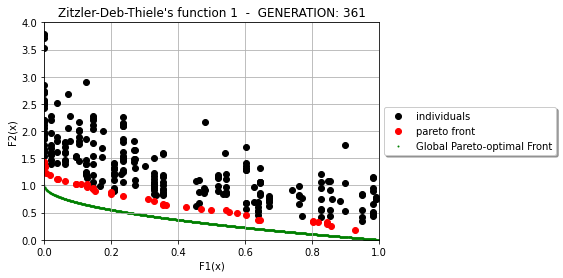 Zitzler-Deb-Thiele's function 1 - GENERATION: 361
4.0
3.5
3.0
2.5
2.0
1.5
1.0
0.5
0.0
F2(x)
0.0 0.2 0.4 0.6 0.8 1.0
F1(x)
individuals
pareto front
Global Pareto-optimal Front